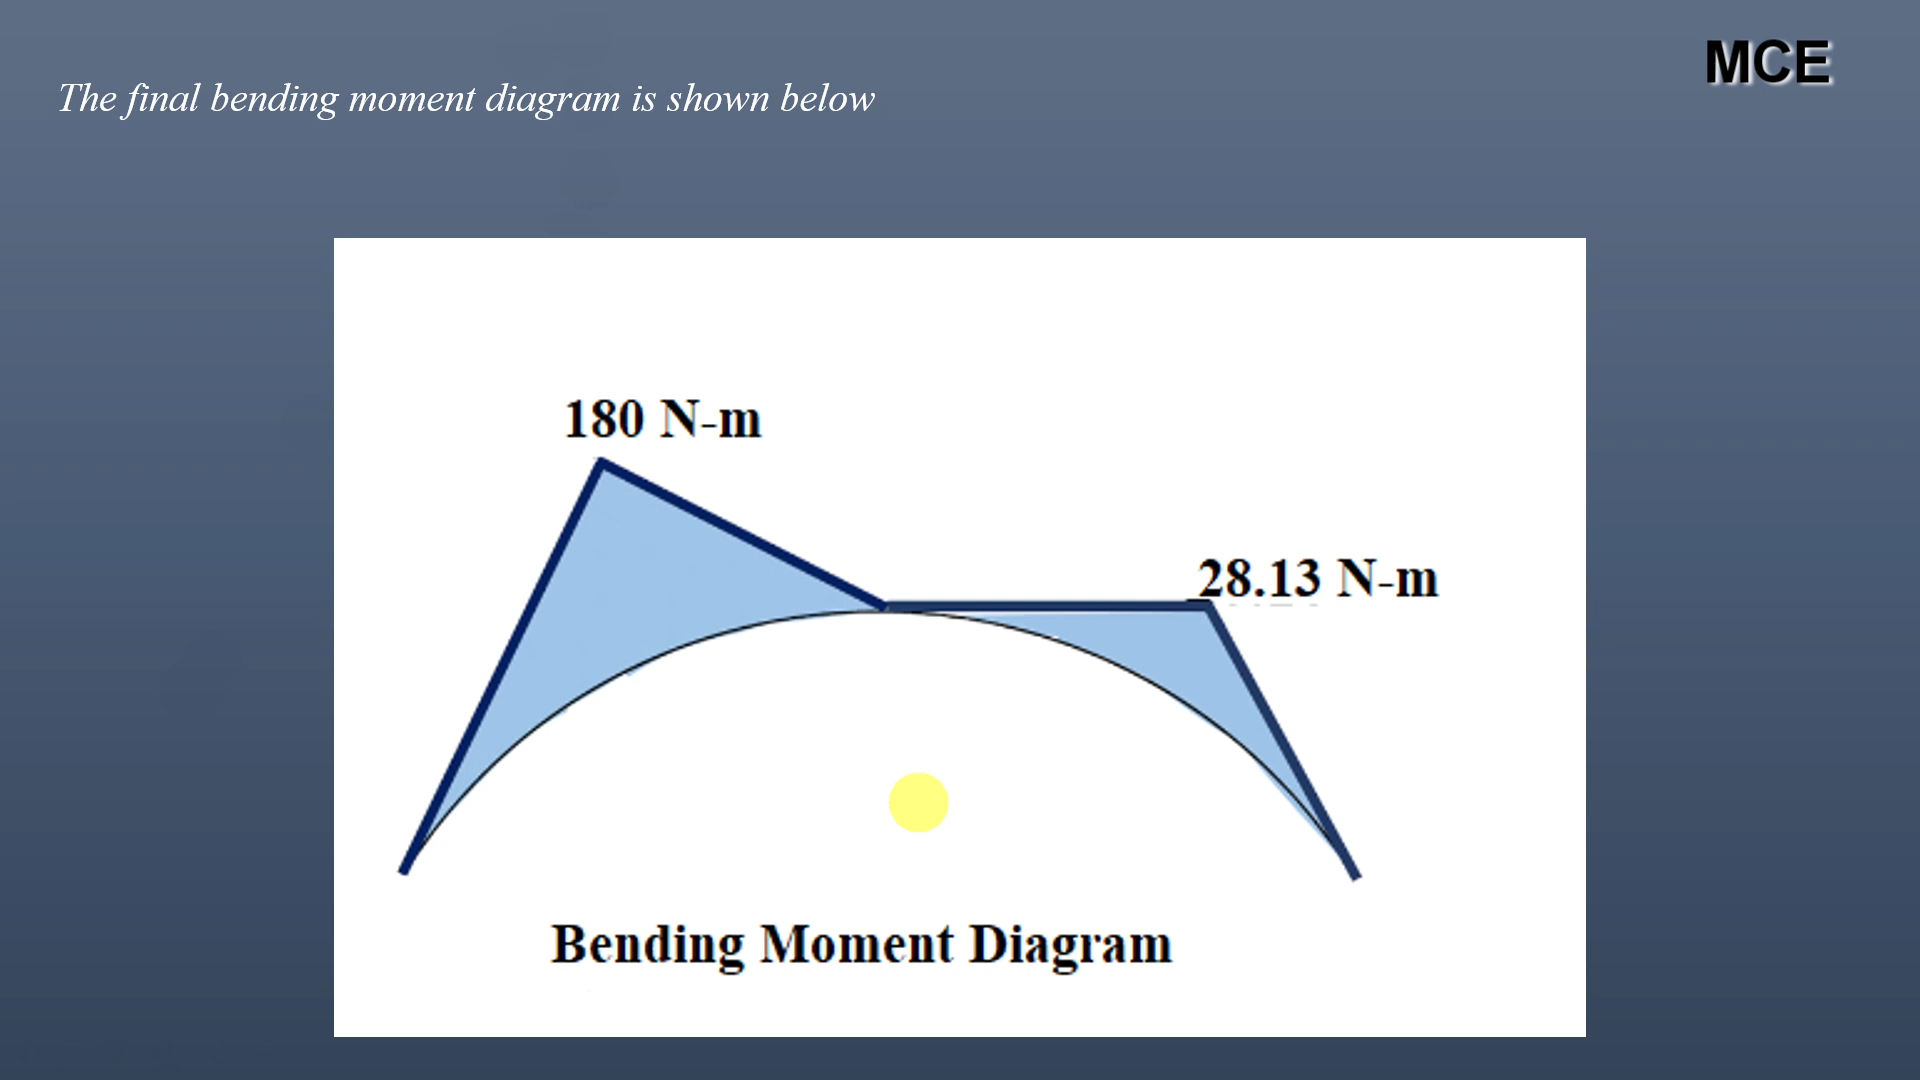 MCE
The final bending moment diagram is shown below
180 N-m
28.13 N-m
Bending Moment Diagram